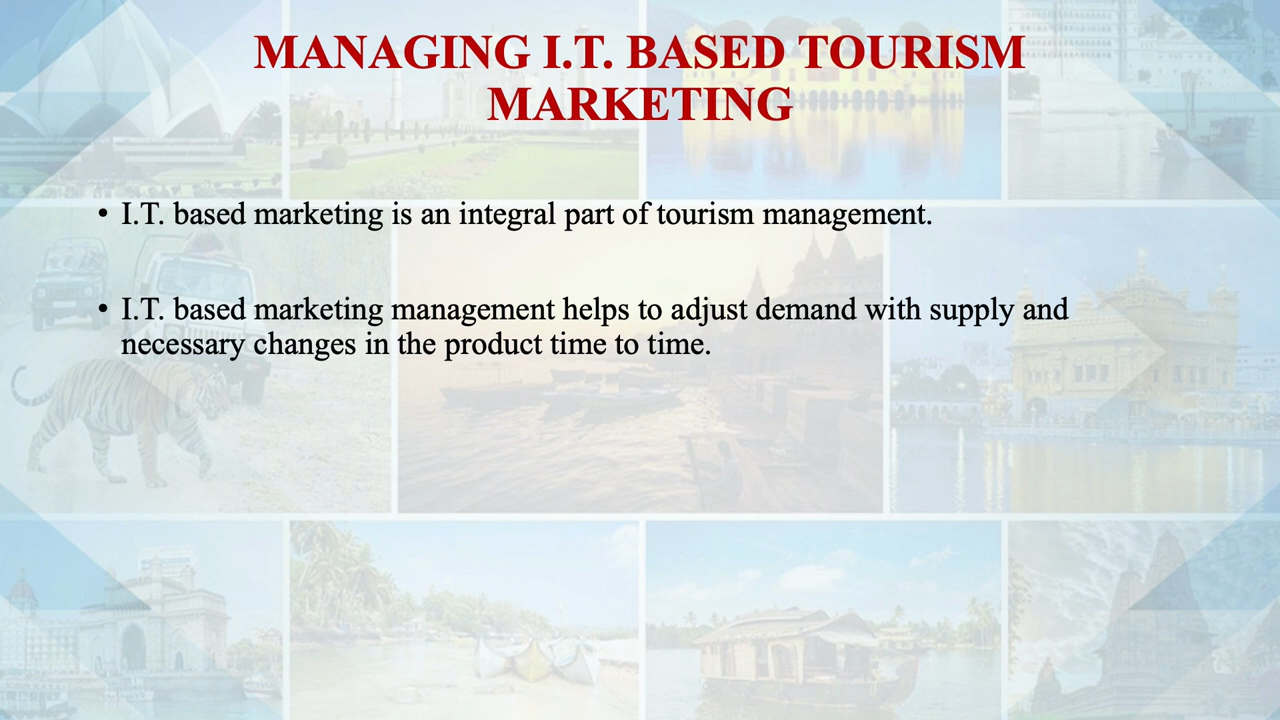 MANAGING I.T. BASED TOURISM
MARKETING
• I.T. based marketing is an integral part of tourism management.
• I.T. based marketing management helps to adjust demand with supply and
necessary changes in the product time to time.